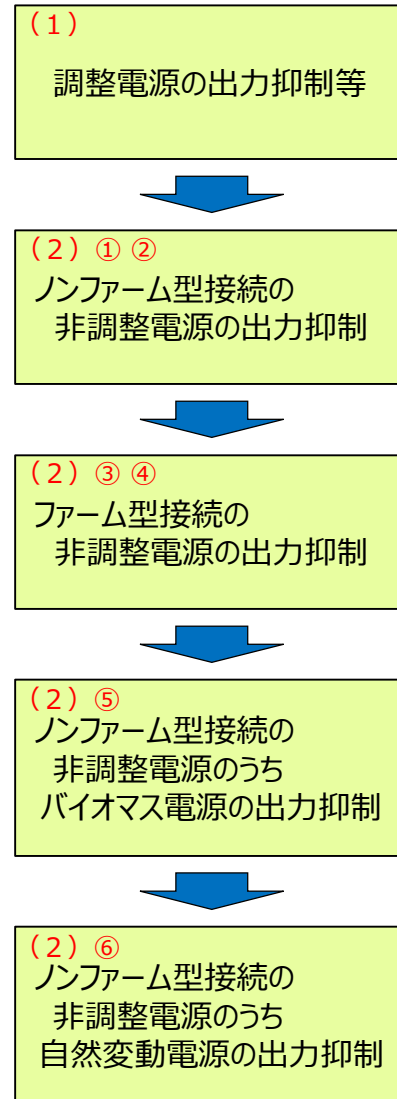 （１）
調整電源の出力抑制等
（２）① ②
ノンファーム型接続の
非調整電源の出力抑制
（２）③ ④
ファーム型接続の
非調整電源の出力抑制
（２）⑤
ノンファーム型接続の
非調整電源のうち
バイオマス電源の出力抑制
（２）⑥
ノンファーム型接続の
非調整電源のうち
自然変動電源の出力抑制